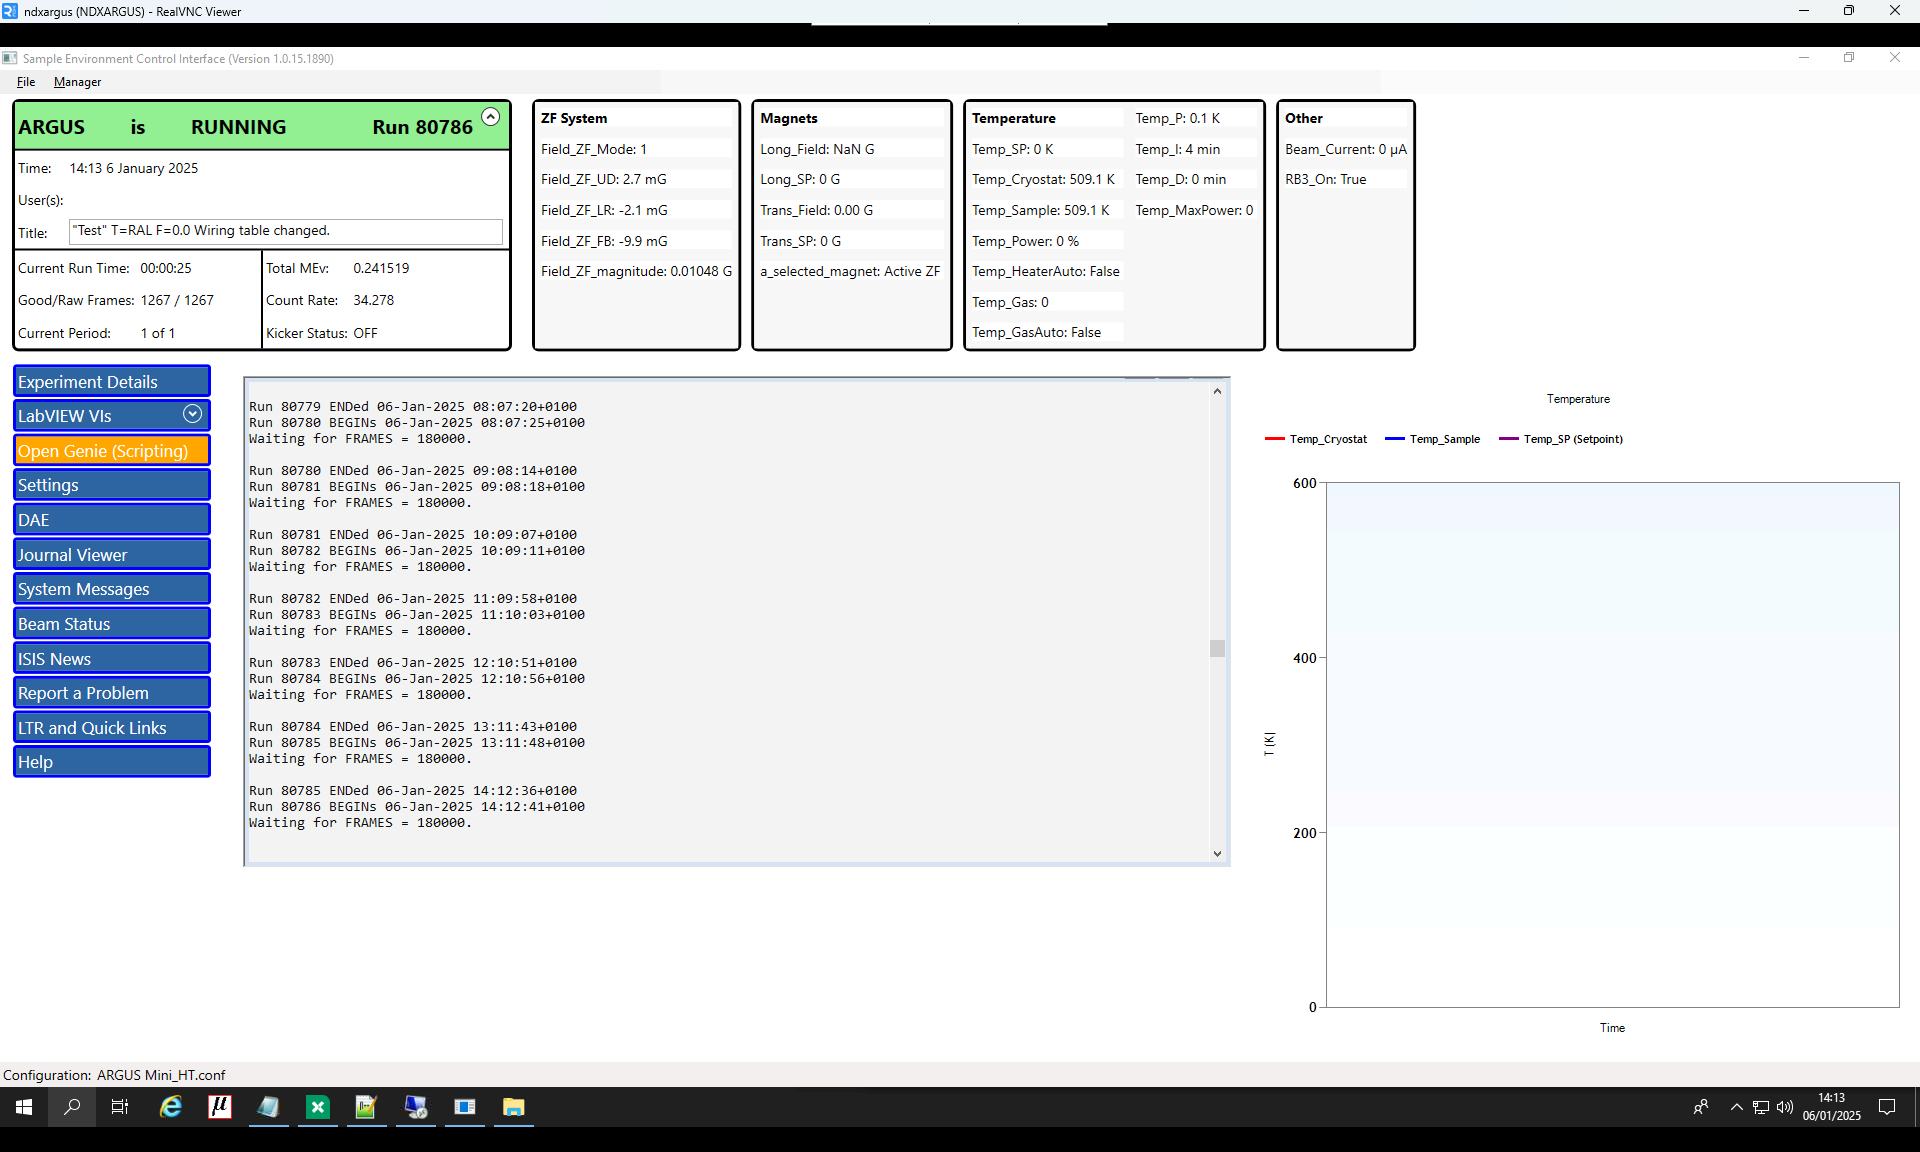 ndxargus (NDXARGUS) - RealVNC Viewer
Sample Environment Control Interface (Version 1.0.15.1890)
File Manager
ARGUS is RUNNING Run 80786
Time: 14:13 6 January 2025
User(s):
Title: "Test" T=RAL F=0.0 Wiring table changed.
Current Run Time: 00:00:25
Good/Raw Frames: 1267 / 1267
Current Period: 1 of 1
Total MEv: 0.241519
Count Rate: 34.278
Kicker Status: OFF
ZF System
Field_ZF_Mode: 1
Field_ZF_UD: 2.7 mG
Field_ZF_LR: -2.1 mG
Field_ZF_FB: -9.9 mG
Field_ZF_magnitude: 0.01048 G
Magnets
Long_Field: NaN G
Long_SP: 0 G
Trans_Field: 0.00 G
Trans_SP: 0 G
a_selected_magnet: Active ZF
Temperature
Temp_SP: 0 K
Temp_Cryostat: 509.1 K
Temp_Sample: 509.1 K
Temp_Power: 0 %
Temp_HeaterAuto: False
Temp_Gas: 0
Temp_GasAuto: False
Temp_P: 0.1 K
Temp_I: 4 min
Temp_D: 0 min
Temp_MaxPower: 0
Other
Beam_Current: 0 µA
RB3_On: True
Experiment Details
LabVIEW VIs
Open Genie (Scripting)
Settings
DAE
Journal Viewer
System Messages
Beam Status
ISIS News
Report a Problem
LTR and Quick Links
Help
Run 80779 ENDed 06-Jan-2025 08:07:20+0100
Run 80780 BEGINs 06-Jan-2025 08:07:25+0100
Waiting for FRAMES = 180000.
Run 80780 ENDed 06-Jan-2025 09:08:14+0100
Run 80781 BEGINs 06-Jan-2025 09:08:18+0100
Waiting for FRAMES = 180000.
Run 80781 ENDed 06-Jan-2025 10:09:07+0100
Run 80782 BEGINs 06-Jan-2025 10:09:11+0100
Waiting for FRAMES = 180000.
Run 80782 ENDed 06-Jan-2025 11:09:58+0100
Run 80783 BEGINs 06-Jan-2025 11:10:03+0100
Waiting for FRAMES = 180000.
Run 80783 ENDed 06-Jan-2025 12:10:51+0100
Run 80784 BEGINs 06-Jan-2025 12:10:56+0100
Waiting for FRAMES = 180000.
Run 80784 ENDed 06-Jan-2025 13:11:43+0100
Run 80785 BEGINs 06-Jan-2025 13:11:48+0100
Waiting for FRAMES = 180000.
Run 80785 ENDed 06-Jan-2025 14:12:36+0100
Run 80786 BEGINs 06-Jan-2025 14:12:41+0100
Waiting for FRAMES = 180000.
Temperature
Temp_Cryostat Temp_Sample Temp_SP (Setpoint)
600
400
T (K)
200
0
Time
Configuration: ARGUS Mini_HT.conf
14:13
06/01/2025